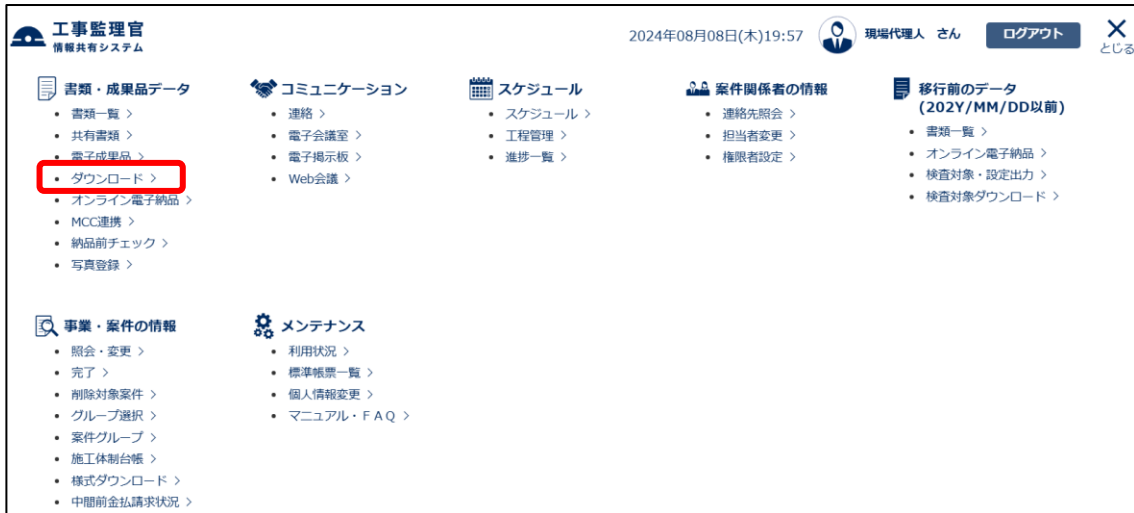 工事監理官
情報共有システム
2024年08月08日(木)19:57
現場代理人 さん
ログアウト
とじる
書類・成果品データ
書類一覧 >
共有書類 >
電子成果品 >
ダウンロード >
オンライン電子納品 >
MCC連携 >
納品前チェック >
写真登録 >
コミュニケーション
連絡 >
電子会議室 >
電子掲示板 >
Web会議 >
スケジュール
スケジュール >
工程管理 >
進捗一覧 >
案件関係者の情報
連絡先照会 >
担当者変更 >
権限者設定 >
移行前のデータ
(202Y/MM/DD以前)
書類一覧 >
オンライン電子納品 >
検査対象・設定出力 >
検査対象ダウンロード >
事業・案件の情報
照会・変更 >
完了 >
削除対象案件 >
グループ選択 >
案件グループ >
施工体制台帳 >
様式ダウンロード >
中間前金払請求状況 >
メンテナンス
利用状況 >
標準帳票一覧 >
個人情報変更 >
マニュアル・ＦＡＱ >